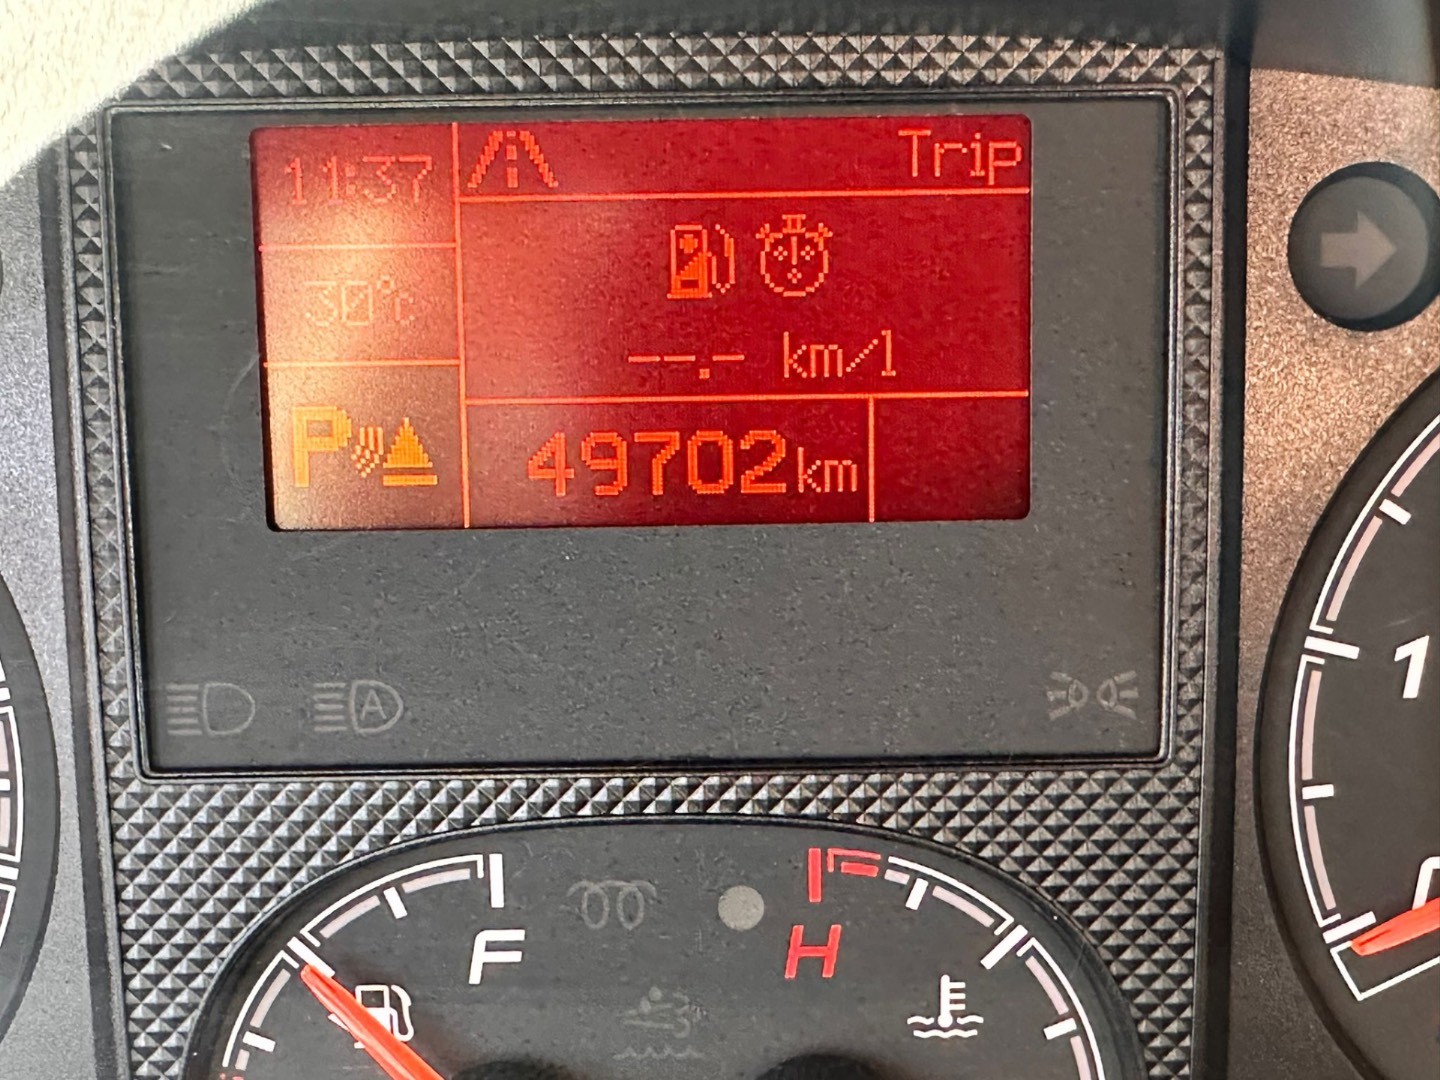 11:37
Trip
30°c
--.- km/l
P
49702km
A
1
F
H